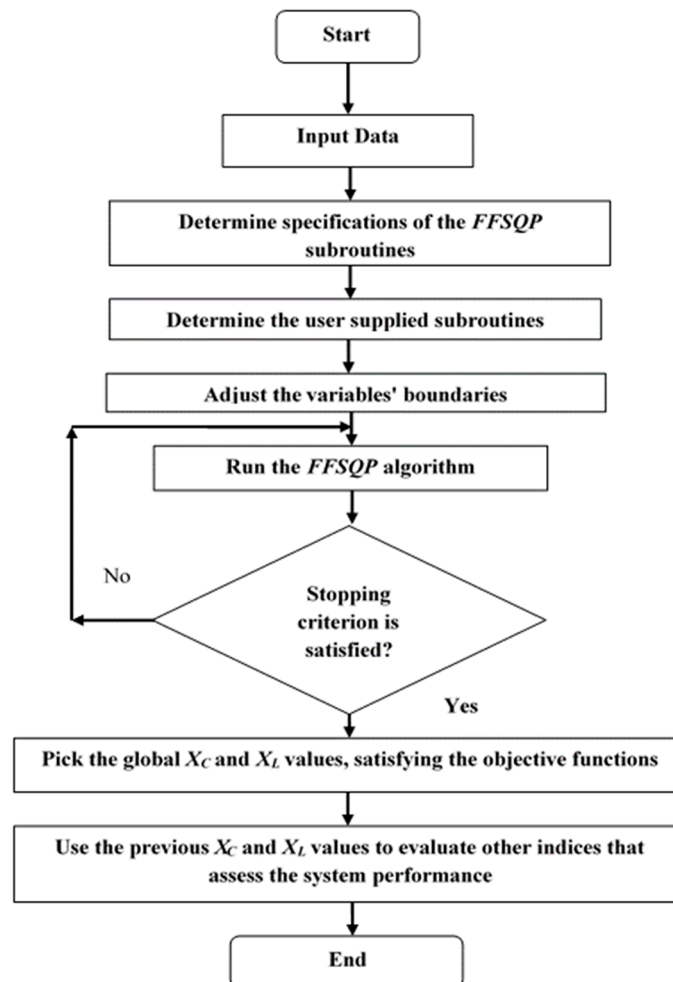 Start
Input Data
Determine specifications of the FFSQP
subroutines
Determine the user supplied subroutines
Adjust the variables' boundaries
Run the FFSQP algorithm
No
Stopping
criterion is
satisfied?
Yes
Pick the global XC and XL values, satisfying the objective functions
Use the previous XC and XL values to evaluate other indices that
assess the system performance
End